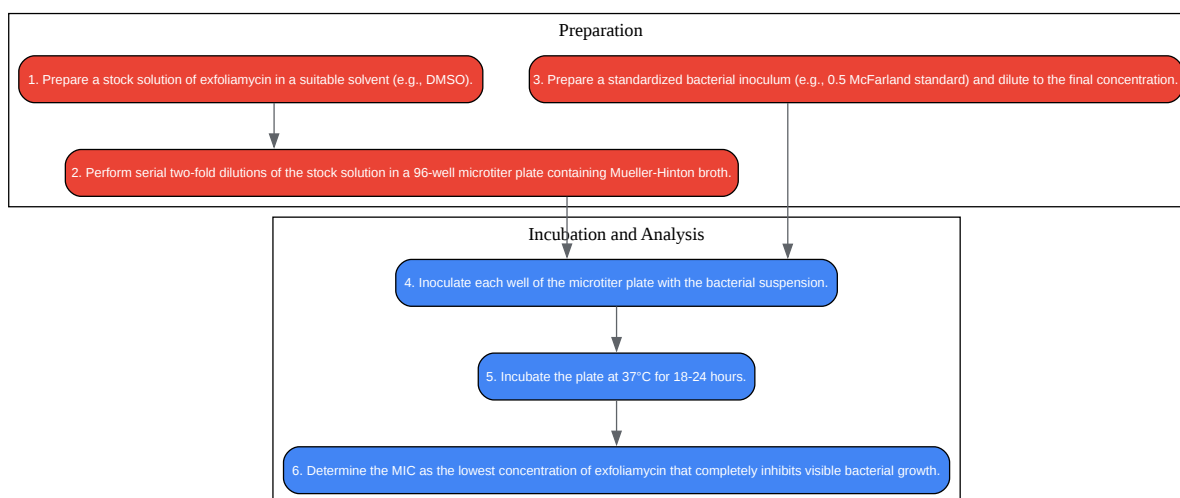 Preparation
1. Prepare a stock solution of exfoliamycin in a suitable solvent (e.g., DMSO).
3. Prepare a standardized bacterial inoculum (e.g., 0.5 McFarland standard) and dilute to the final concentration.
2. Perform serial two-fold dilutions of the stock solution in a 96-well microtiter plate containing Mueller-Hinton broth.
Incubation and Analysis
4. Inoculate each well of the microtiter plate with the bacterial suspension.
5. Incubate the plate at 37°C for 18-24 hours.
6. Determine the MIC as the lowest concentration of exfoliamycin that completely inhibits visible bacterial growth.